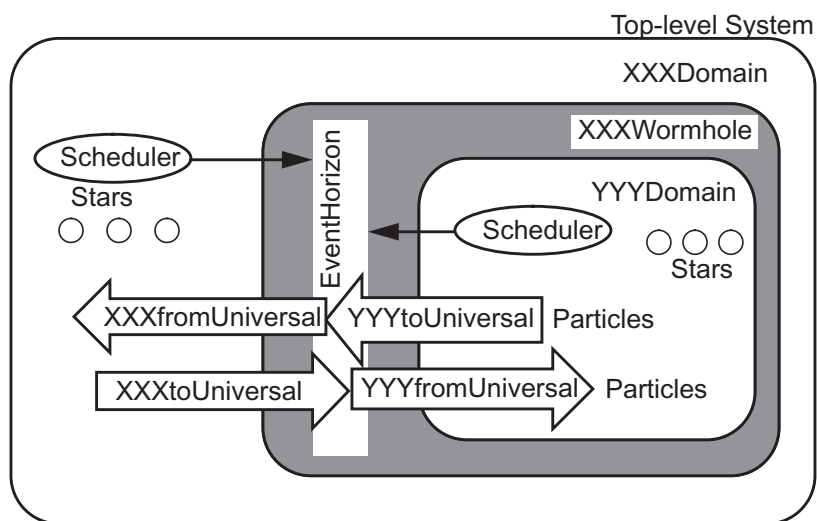 Top-level System
XXXDomain
XXXWormhole
Scheduler
EventHorizon
Stars
YYYDomain
Scheduler
Stars
XXXfromUniversal
YYYtoUniversal
Particles
XXXtoUniversal
YYYfromUniversal
Particles